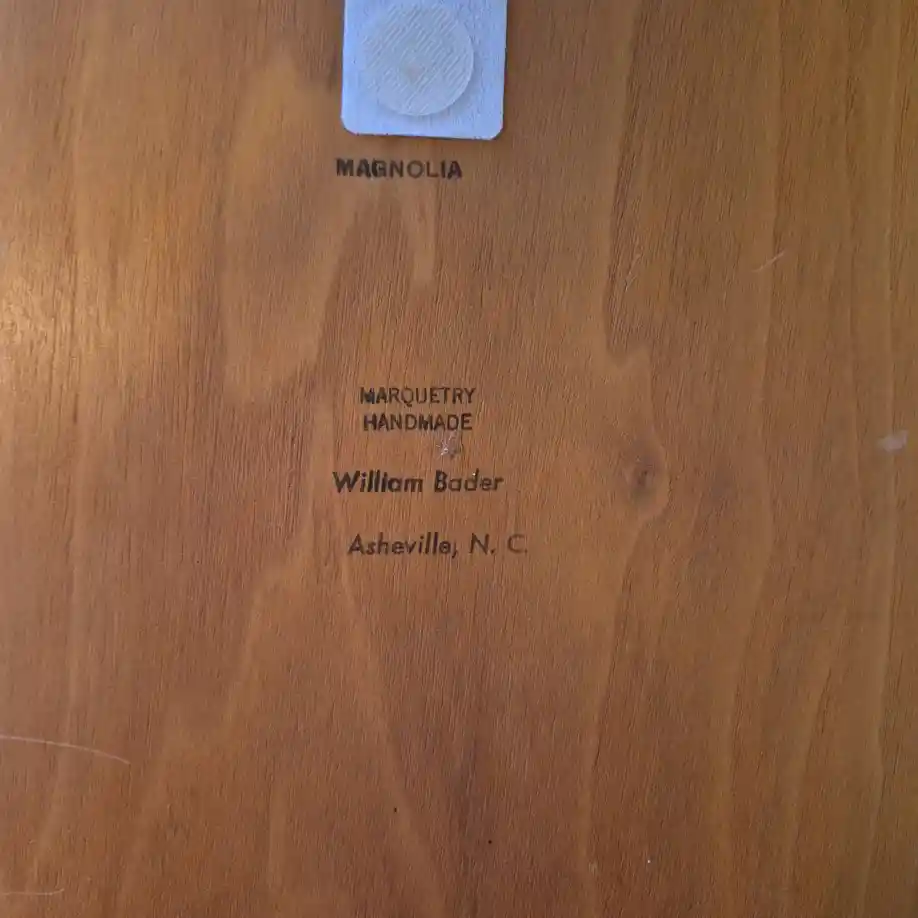 MAGNOLIA
MARQUETRY
HANDMADE
William Bader
Asheville, N. C.